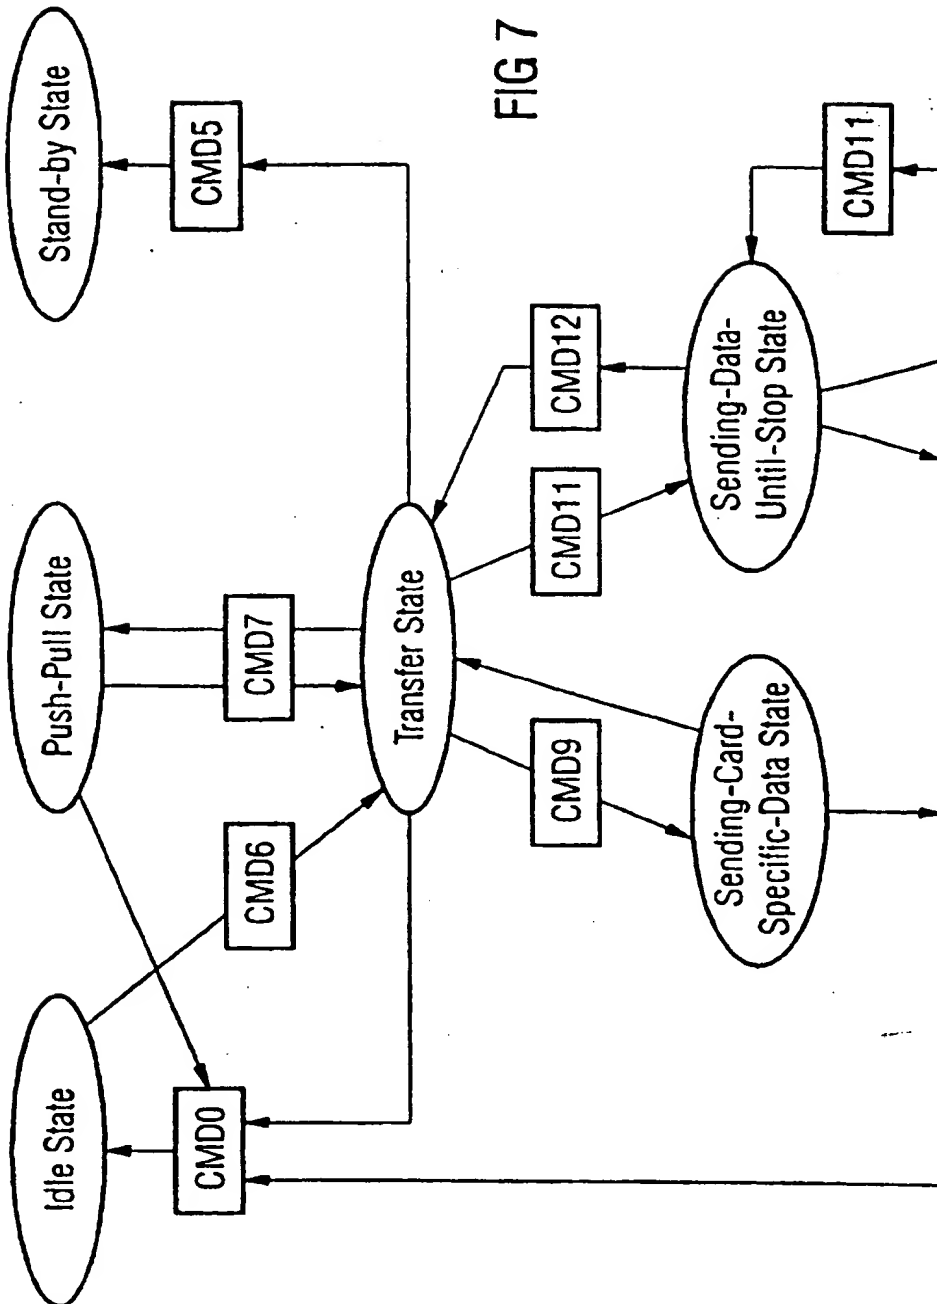 Idle State
Push-Pull State
Stand-by State
CMD0
CMD6
CMD7
CMD5
Transfer State
CMD9
CMD11
CMD12
Sending-Card-
Specific-Data State
Sending-Data-
Until-Stop State
CMD11
FIG 7